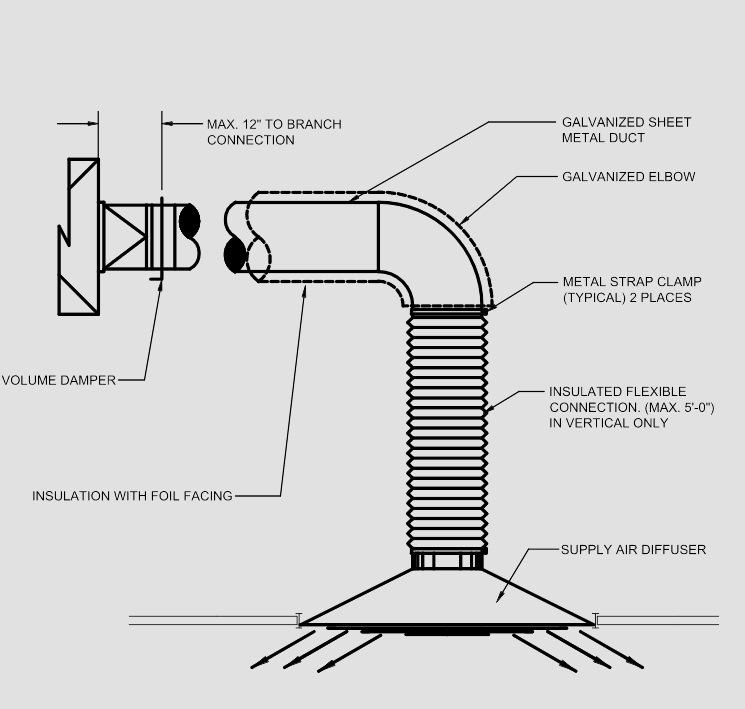 MAX. 12" TO BRANCH
CONNECTION
GALVANIZED SHEET
METAL DUCT
GALVANIZED ELBOW
METAL STRAP CLAMP
(TYPICAL) 2 PLACES
VOLUME DAMPER
INSULATED FLEXIBLE
CONNECTION. (MAX. 5'-0")
IN VERTICAL ONLY
INSULATION WITH FOIL FACING
SUPPLY AIR DIFFUSER